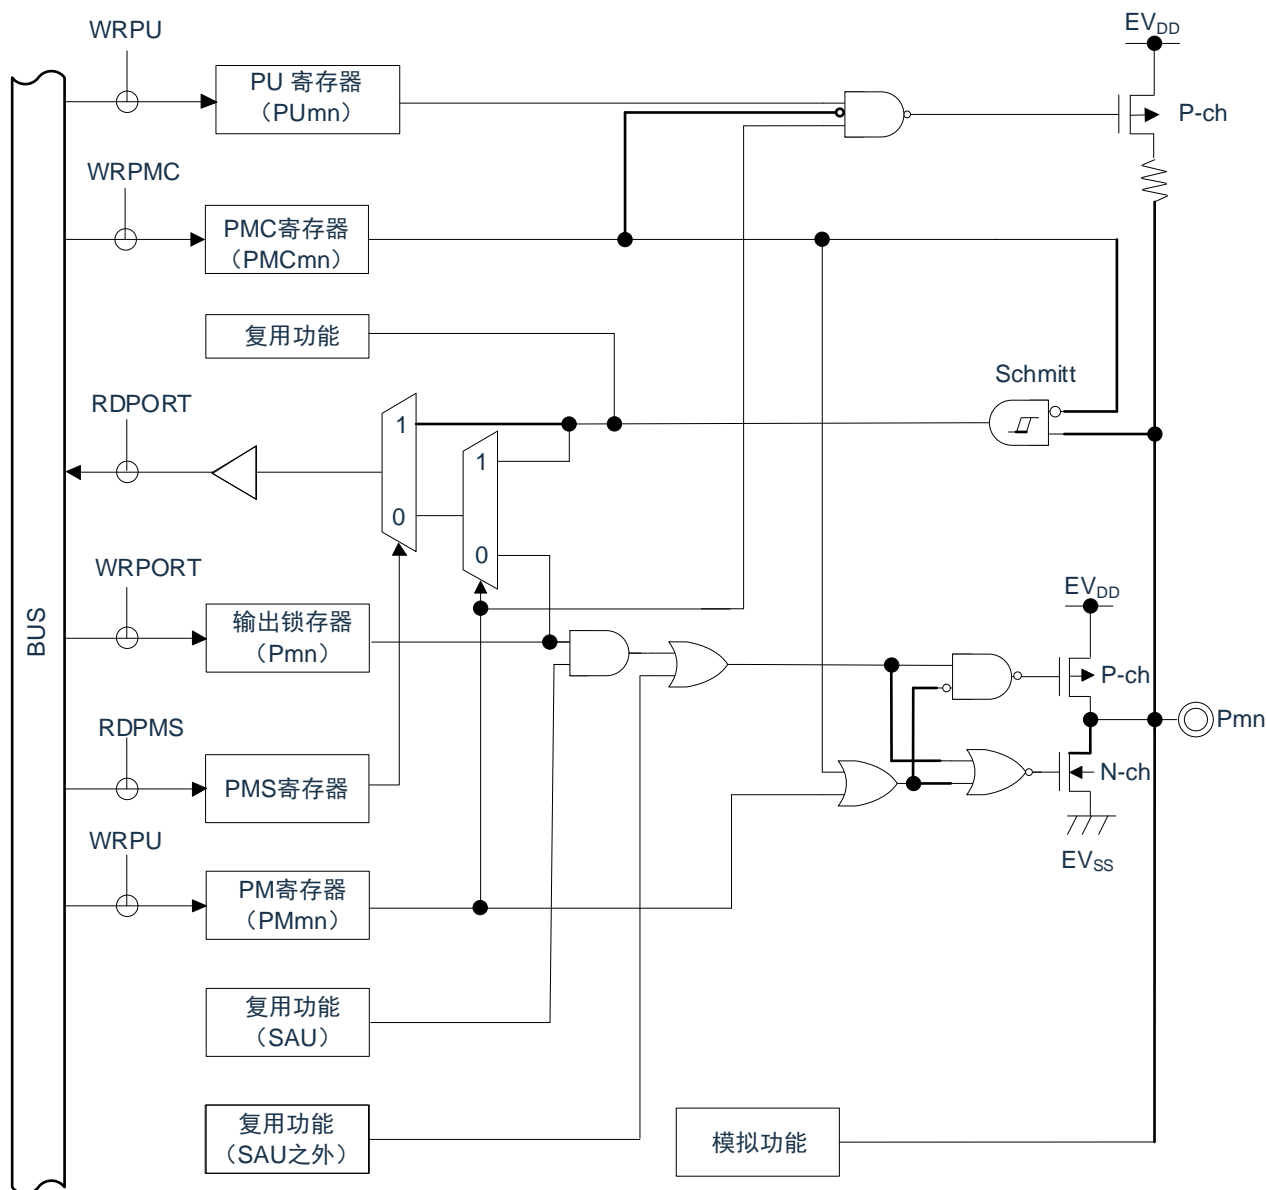 WRPU
EVDD
PU 寄存器
（PUmn）
P-ch
WRPMC
PMC寄存器
（PMCmn）
复用功能
Schmitt
RDPORT
1
1
0
0
WRPORT
EVDD
BUS
输出锁存器
（Pmn）
P-ch
Pmn
RDPMS
PMS寄存器
N-ch
WRPU
EVSS
PM寄存器
（PMmn）
复用功能
（SAU）
复用功能
（SAU之外）
模拟功能